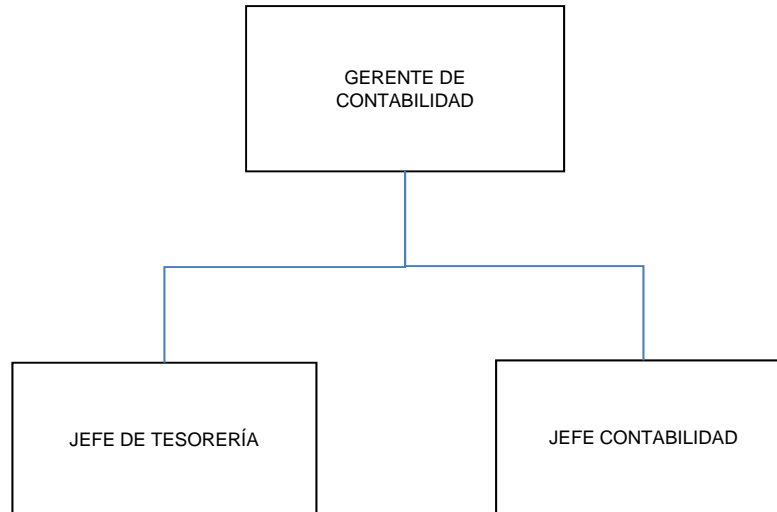 GERENTE DE
CONTABILIDAD
JEFE DE TESORERÍA
JEFE CONTABILIDAD